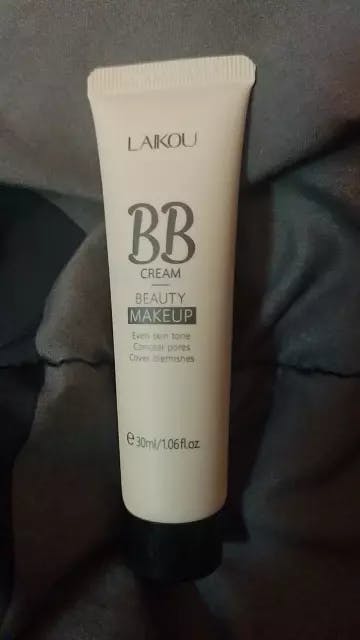 LAIKOU
BB
CREAM
BEAUTY
MAKEUP
Even skin tone
Conceal pores
Cover blemishes
℮30ml/1.06fl.oz